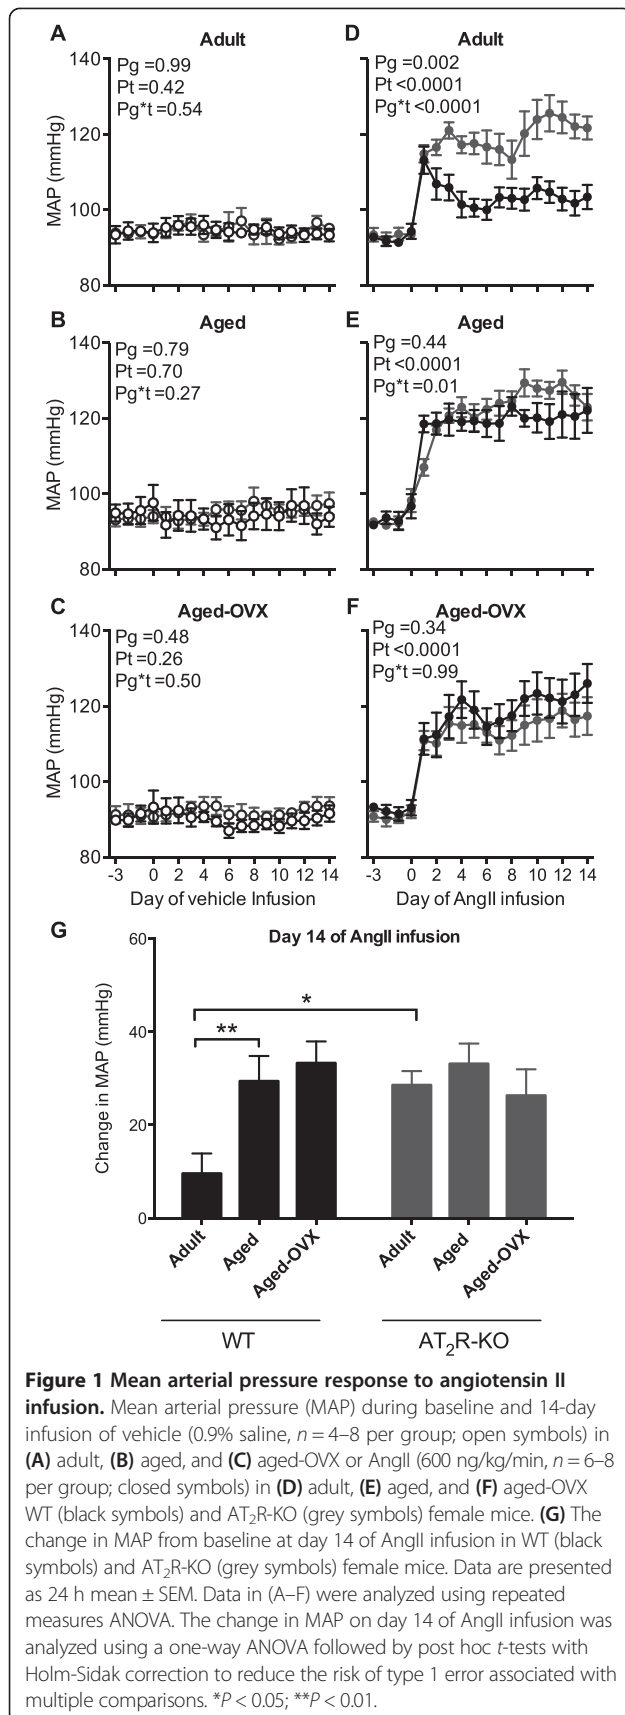 A
Adult
Pg =0.99
Pt =0.42
Pg*t =0.54
MAP (mmHg)
140
120
100
80
D
Adult
Pg =0.002
Pt <0.0001
Pg*t <0.0001
B
Aged
Pg =0.79
Pt =0.70
Pg*t =0.27
MAP (mmHg)
140
120
100
80
E
Aged
Pg =0.44
Pt <0.0001
Pg*t =0.01
C
Aged-OVX
Pg =0.48
Pt =0.26
Pg*t =0.50
MAP (mmHg)
140
120
100
80
-3 0 2 4 6 8 10 12 14
Day of vehicle Infusion
F
Aged-OVX
Pg =0.34
Pt <0.0001
Pg*t =0.99
-3 0 2 4 6 8 10 12 14
Day of AngII infusion
G
Day 14 of AngII infusion
Change in MAP (mmHg)
60
40
20
0
*
**
Adult Aged Aged-OVX Adult Aged Aged-OVX
WT AT2R-KO
Figure 1 Mean arterial pressure response to angiotensin II
infusion. Mean arterial pressure (MAP) during baseline and 14-day
infusion of vehicle (0.9% saline, n = 4–8 per group; open symbols) in
(A) adult, (B) aged, and (C) aged-OVX or AngII (600 ng/kg/min, n = 6–8
per group; closed symbols) in (D) adult, (E) aged, and (F) aged-OVX
WT (black symbols) and AT2R-KO (grey symbols) female mice. (G) The
change in MAP from baseline at day 14 of AngII infusion in WT (black
symbols) and AT2R-KO (grey symbols) female mice. Data are presented
as 24 h mean ± SEM. Data in (A–F) were analyzed using repeated
measures ANOVA. The change in MAP on day 14 of AngII infusion was
analyzed using a one-way ANOVA followed by post hoc t-tests with
Holm-Sidak correction to reduce the risk of type 1 error associated with
multiple comparisons. *P < 0.05; **P < 0.01.